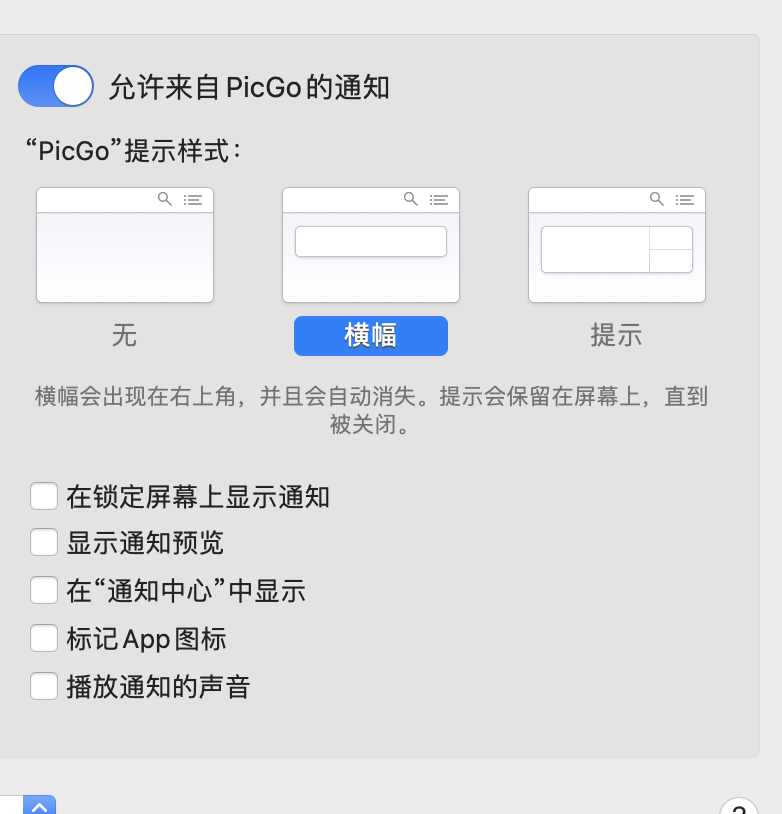 允许来自PicGo的通知
“PicGo”提示样式：
无
横幅
提示
横幅会出现在右上角，并且会自动消失。提示会保留在屏幕上，直到
被关闭。
在锁定屏幕上显示通知
显示通知预览
在“通知中心”中显示
标记App图标
播放通知的声音
?